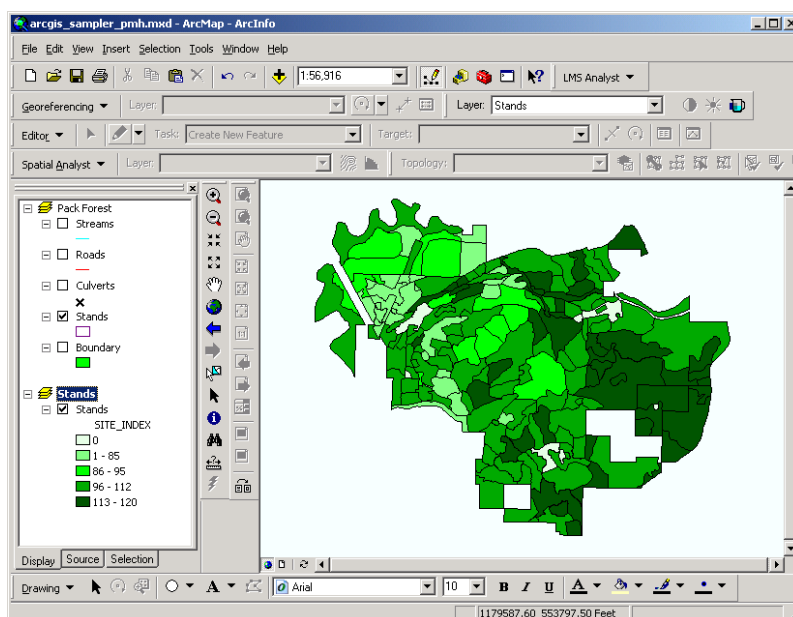 arcgis_sampler_pmh.mxd - ArcMap - ArcInfo
File Edit View Insert Selection Tools Window Help
1:56,916 LMS Analyst
Georeferencing Layer: Layer: Stands
Editor Task: Create New Feature Target:
Spatial Analyst Layer: Topology:
Pack Forest
Streams
Roads
Culverts
Stands
Boundary
Stands
Stands
SITE_INDEX
0
1 - 85
86 - 95
96 - 112
113 - 120
1:1
Display Source Selection
Drawing A Arial 10 B I U A
1179587.60 553797.50 Feet